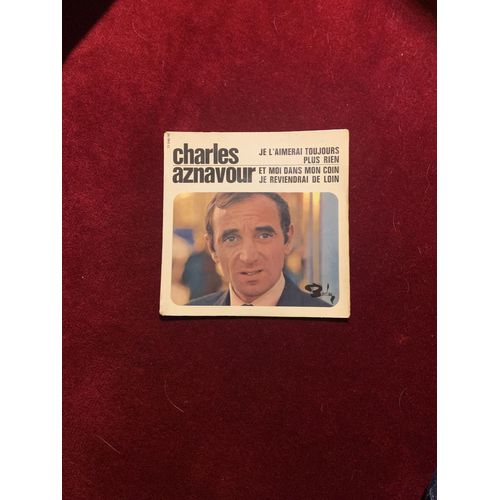 charles
aznavour
JE L'AIMERAI TOUJOURS
PLUS RIEN
ET MOI DANS MON COIN
JE REVIENDRAI DE LOIN